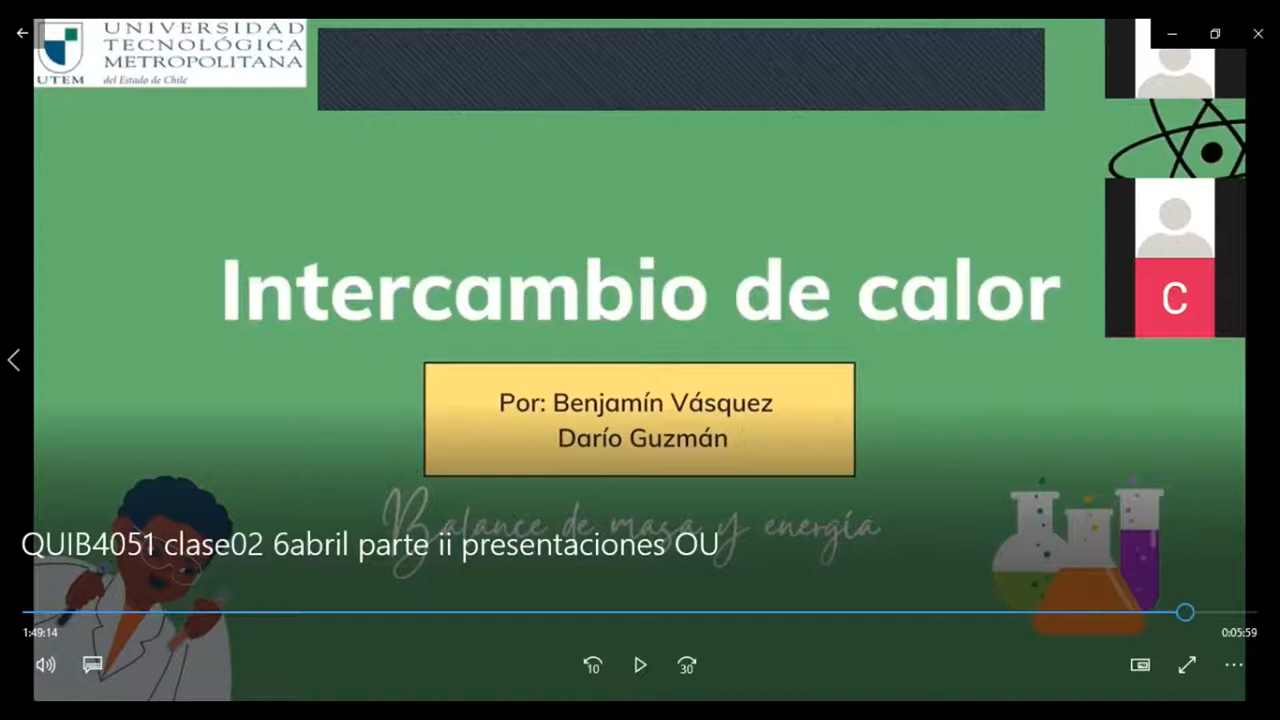 UNIVERSIDAD
TECNOLÓGICA
METROPOLITANA
del Estado de Chile
UTEM
C
Intercambio de calor
Por: Benjamín Vásquez
Darío Guzmán
Balance de masa y energía
QUIB4051 clase02 6abril parte ii presentaciones OU
1:49:14
0:05:59
10
30